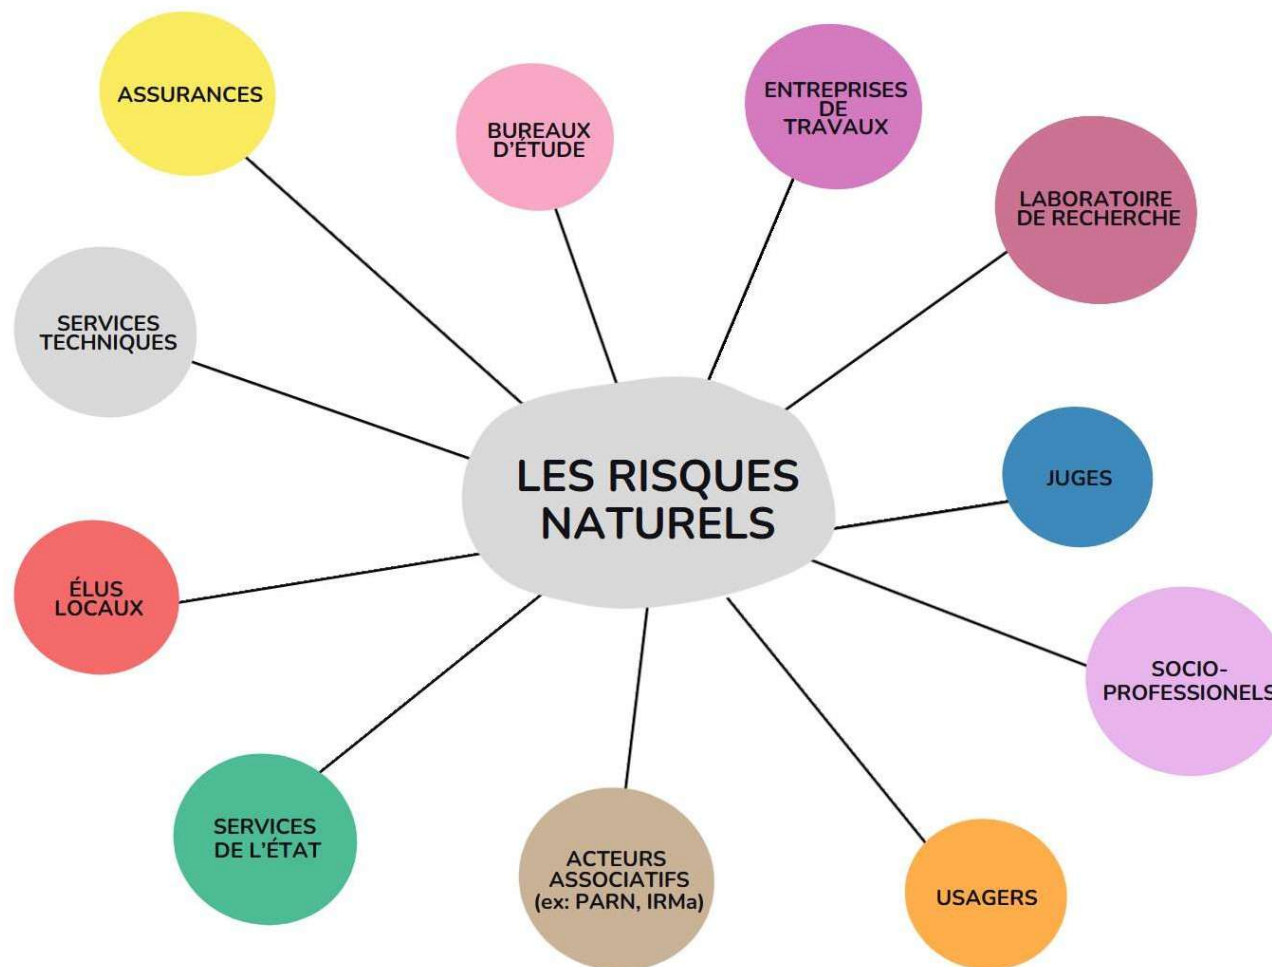 ASSURANCES
BUREAUX
D'ÉTUDE
ENTREPRISES
DE
TRAVAUX
LABORATOIRE
DE RECHERCHE
SERVICES
TECHNIQUES
LES RISQUES
NATURELS
JUGES
ÉLUS
LOCAUX
SOCIO-
PROFESSIONELS
SERVICES
DE L'ÉTAT
ACTEURS
ASSOCIATIFS
(ex: PARN, IRMa)
USAGERS